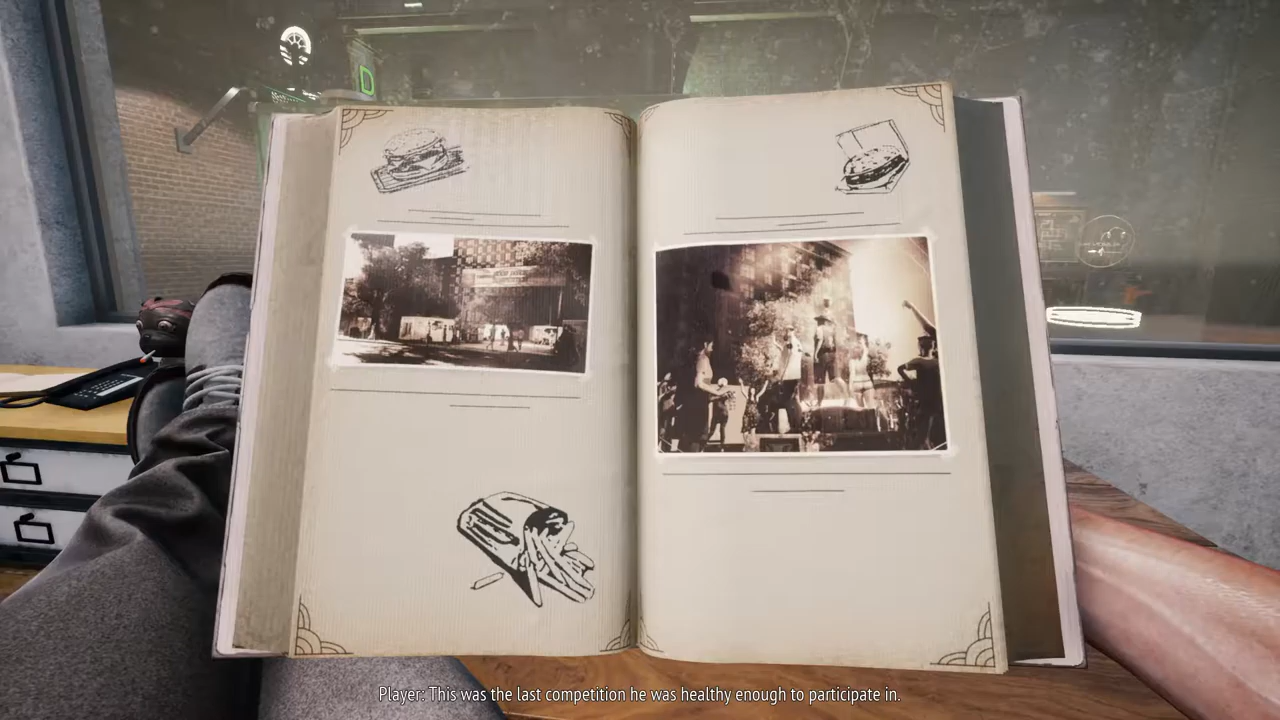 D
Player: This was the last competition he was healthy enough to participate in.